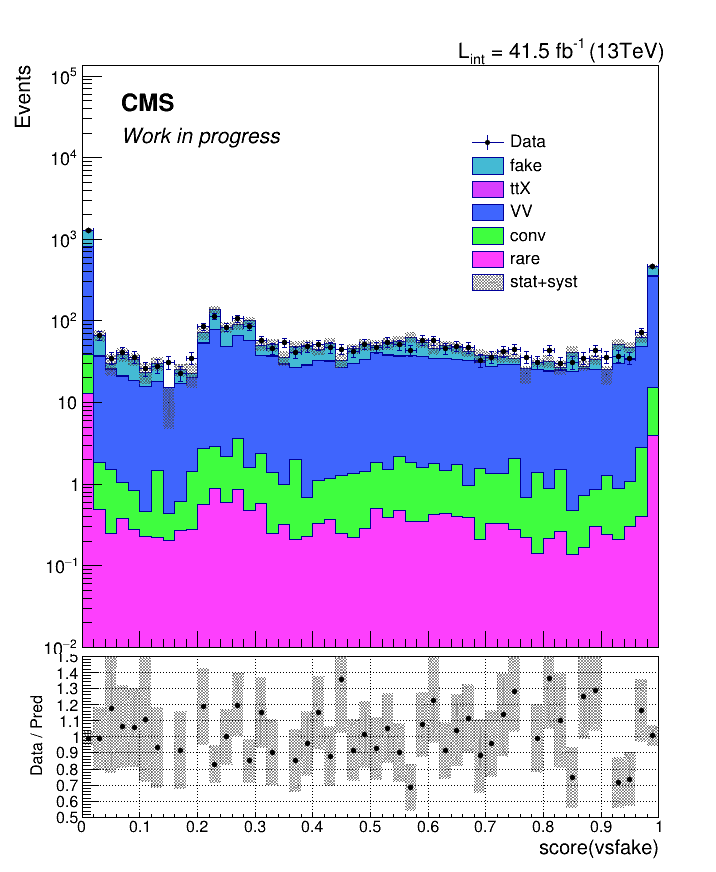 L_int = 41.5 fb^-1 (13TeV)
Events
10^5
CMS
Work in progress
Data
10^4
fake
ttX
VV
10^3
conv
rare
stat+syst
10^2
10
1
10^−1
10^−2
1.5
1.4
1.3
1.2
1.1
1
0.9
0.8
0.7
0.6
0.5
Data / Pred
0 0.1 0.2 0.3 0.4 0.5 0.6 0.7 0.8 0.9 1
score(vsfake)